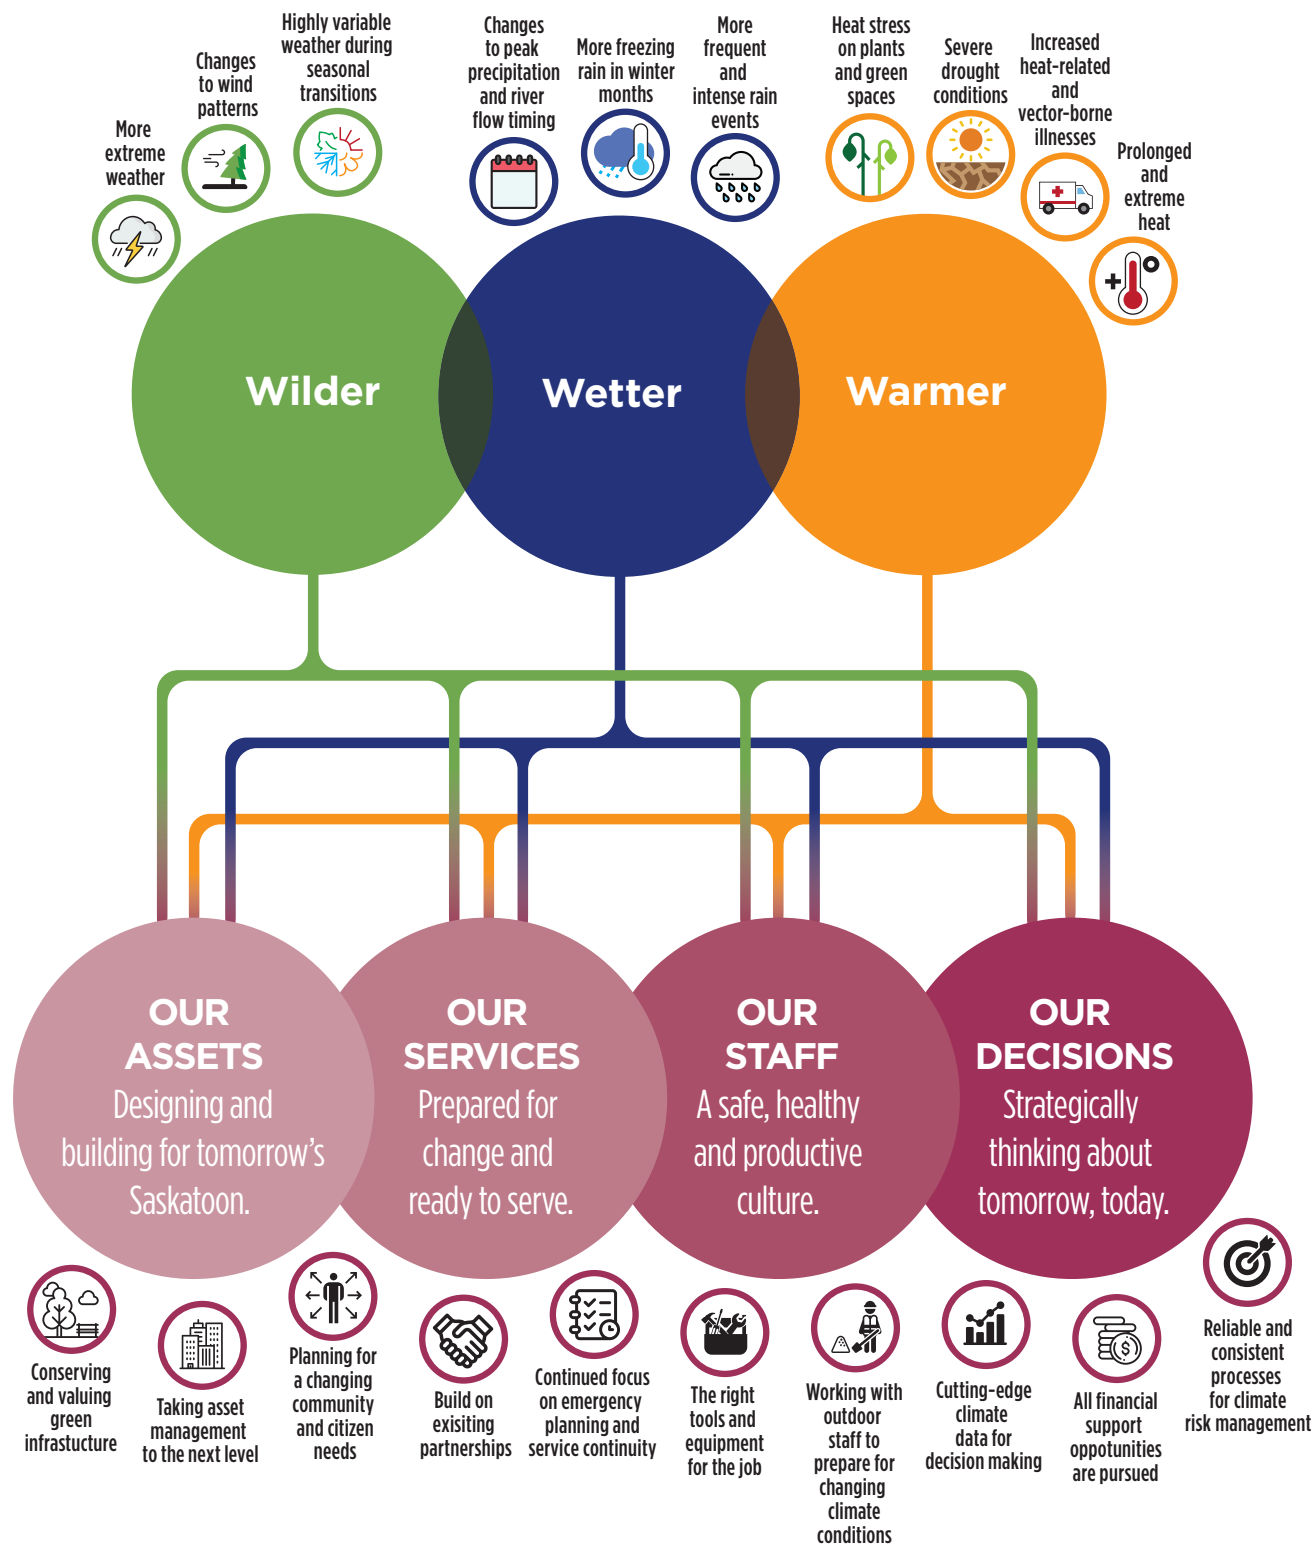 More
extreme
weather
Changes
to wind
patterns
Highly variable
weather during
seasonal
transitions
Changes
to peak
precipitation
and river
flow timing
More freezing
rain in winter
months
More
frequent
and
intense rain
events
Heat stress
on plants
and green
spaces
Severe
drought
conditions
Increased
heat-related
and
vector-borne
illnesses
Prolonged
and
extreme
heat
Wilder
Wetter
Warmer
OUR
ASSETS
Designing and
building for tomorrow's
Saskatoon.
OUR
SERVICES
Prepared for
change and
ready to serve.
OUR
STAFF
A safe, healthy
and productive
culture.
OUR
DECISIONS
Strategically
thinking about
tomorrow, today.
Conserving
and valuing
green
infrastucture
Taking asset
management
to the next level
Planning for
a changing
community
and citizen
needs
Build on
exisiting
partnerships
Continued focus
on emergency
planning and
service continuity
The right
tools and
equipment
for the job
Working with
outdoor
staff to
prepare for
changing
climate
conditions
Cutting-edge
climate
data for
decision making
All financial
support
oppotunities
are pursued
Reliable and
consistent
processes
for climate
risk management